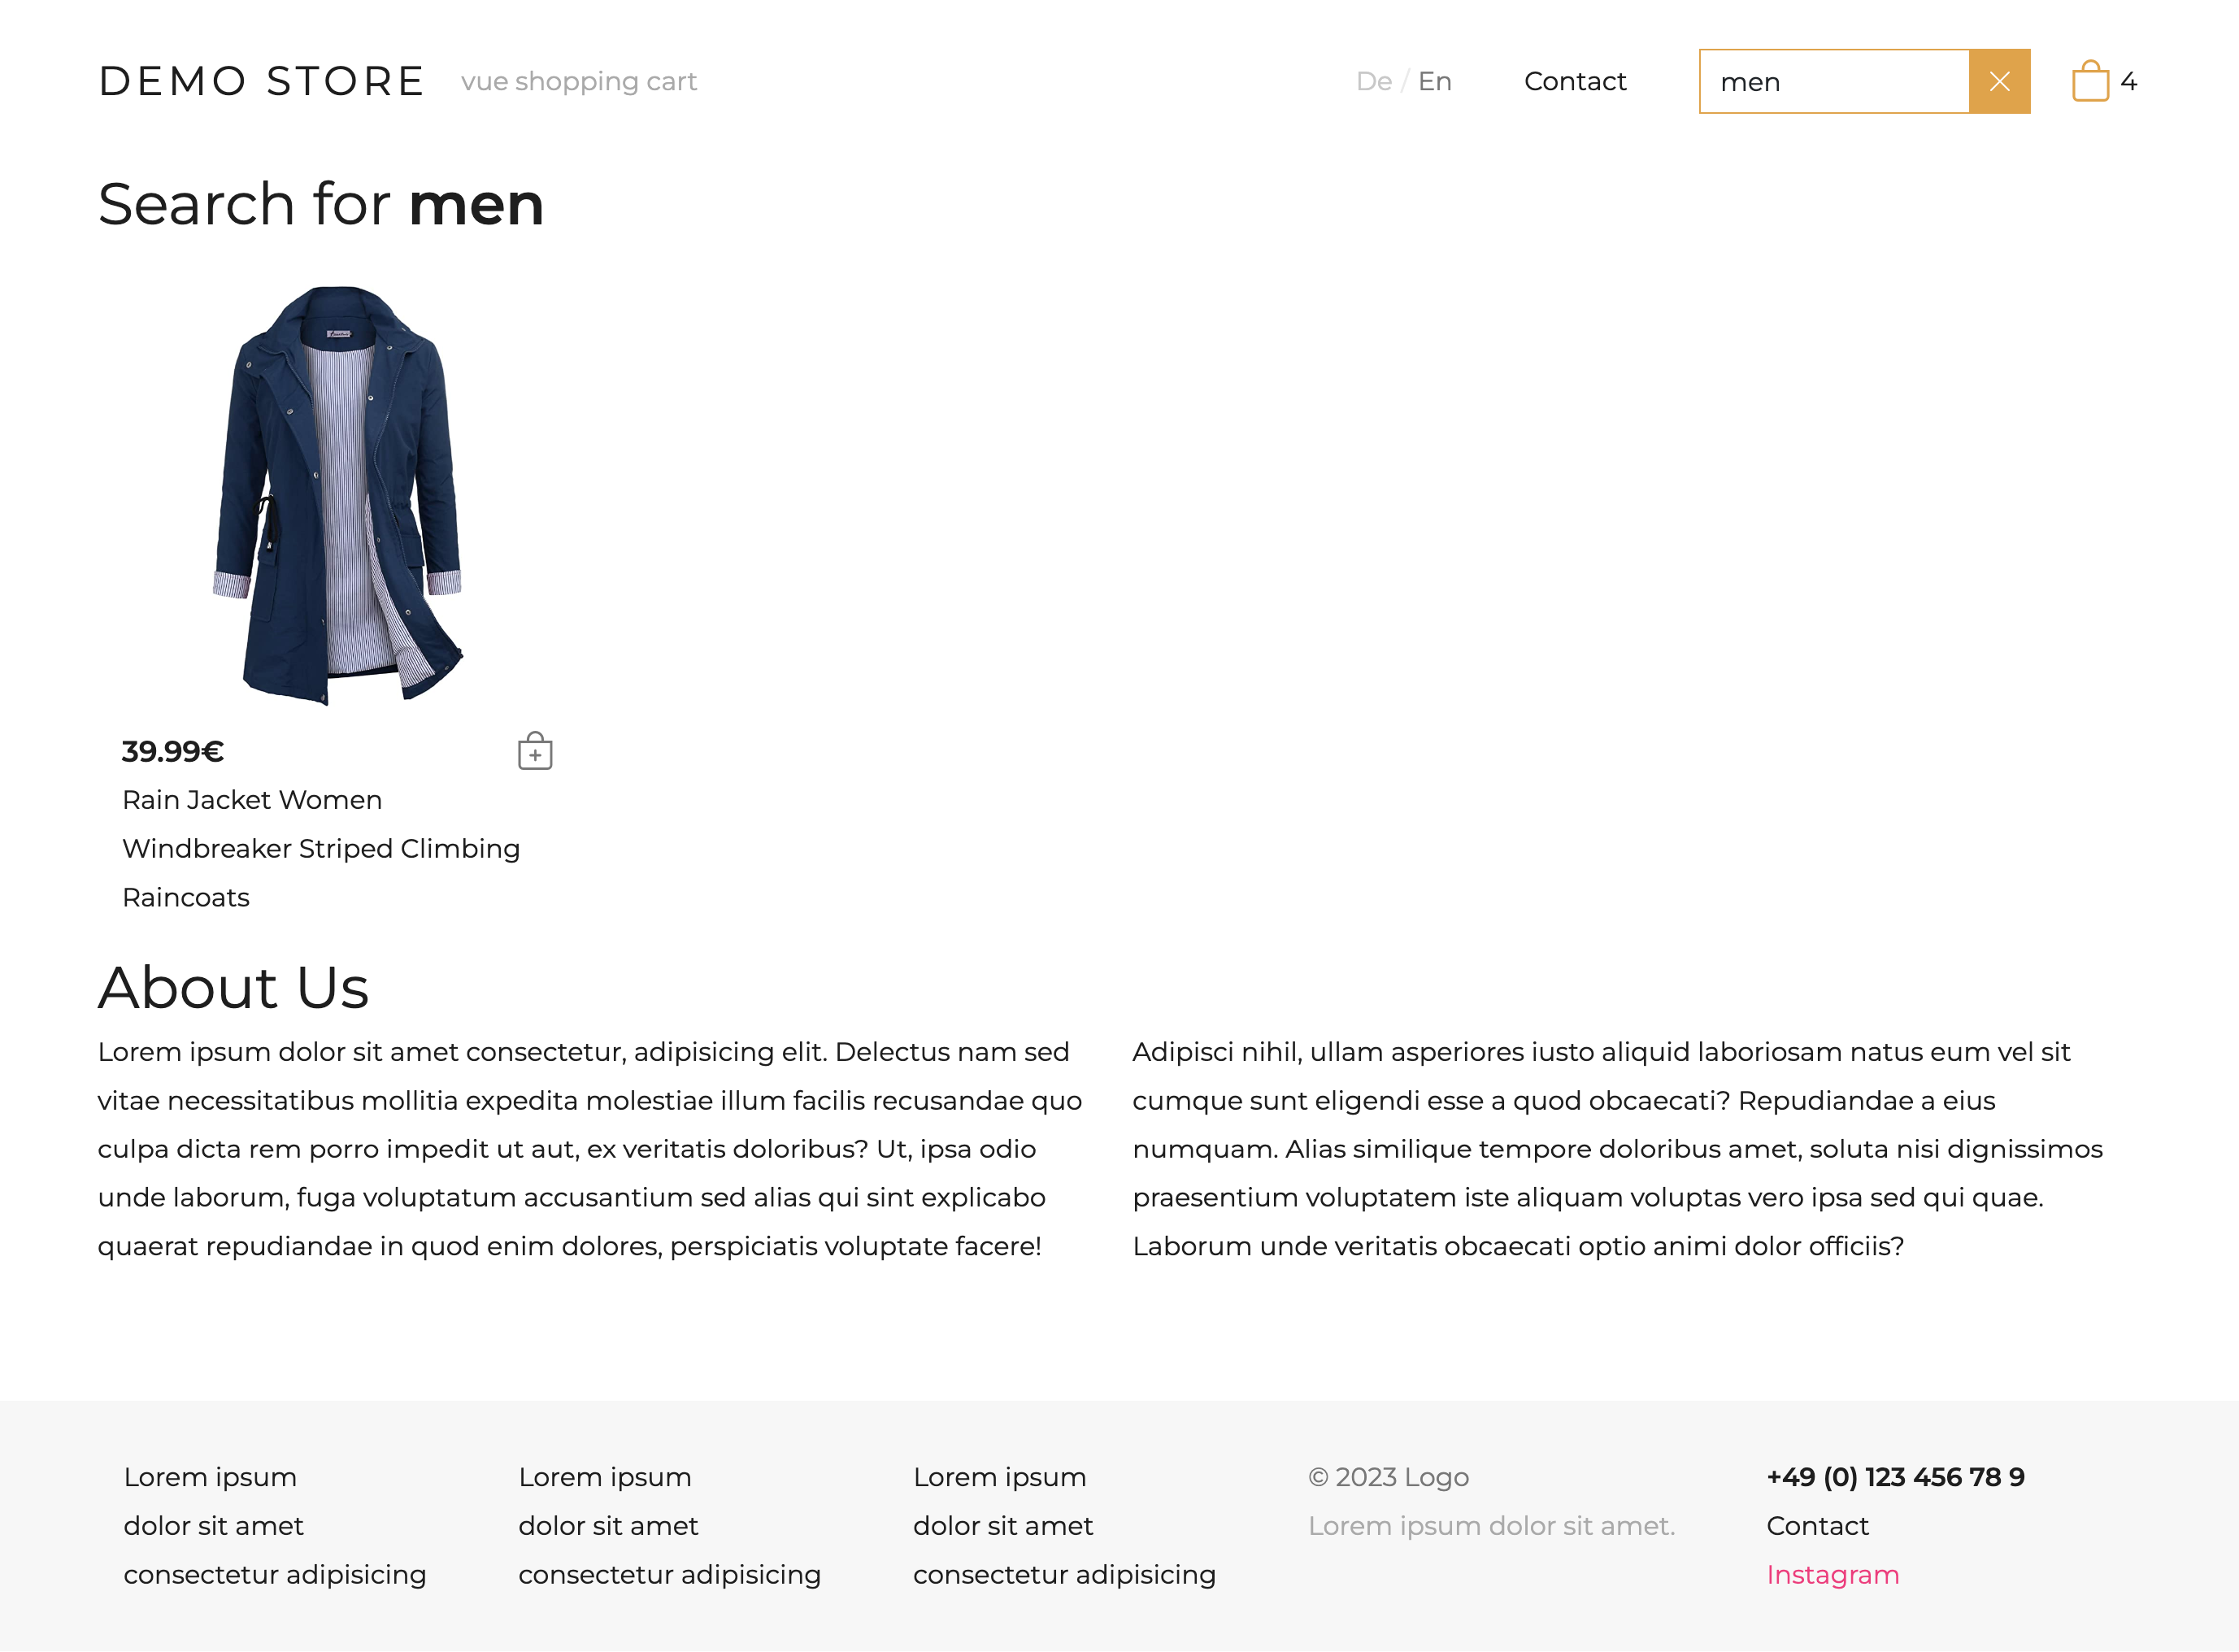 DEMO STORE vue shopping cart De / En Contact men 4
Search for men
39.99€
Rain Jacket Women
Windbreaker Striped Climbing
Raincoats
About Us
Lorem ipsum dolor sit amet consectetur, adipisicing elit. Delectus nam sed
vitae necessitatibus mollitia expedita molestiae illum facilis recusandae quo
culpa dicta rem porro impedit ut aut, ex veritatis doloribus? Ut, ipsa odio
unde laborum, fuga voluptatum accusantium sed alias qui sint explicabo
quaerat repudiandae in quod enim dolores, perspiciatis voluptate facere!
Adipisci nihil, ullam asperiores iusto aliquid laboriosam natus eum vel sit
cumque sunt eligendi esse a quod obcaecati? Repudiandae a eius
numquam. Alias similique tempore doloribus amet, soluta nisi dignissimos
praesentium voluptatem iste aliquam voluptas vero ipsa sed qui quae.
Laborum unde veritatis obcaecati optio animi dolor officiis?
Lorem ipsum
dolor sit amet
consectetur adipisicing
Lorem ipsum
dolor sit amet
consectetur adipisicing
Lorem ipsum
dolor sit amet
consectetur adipisicing
© 2023 Logo
Lorem ipsum dolor sit amet.
+49 (0) 123 456 78 9
Contact
Instagram